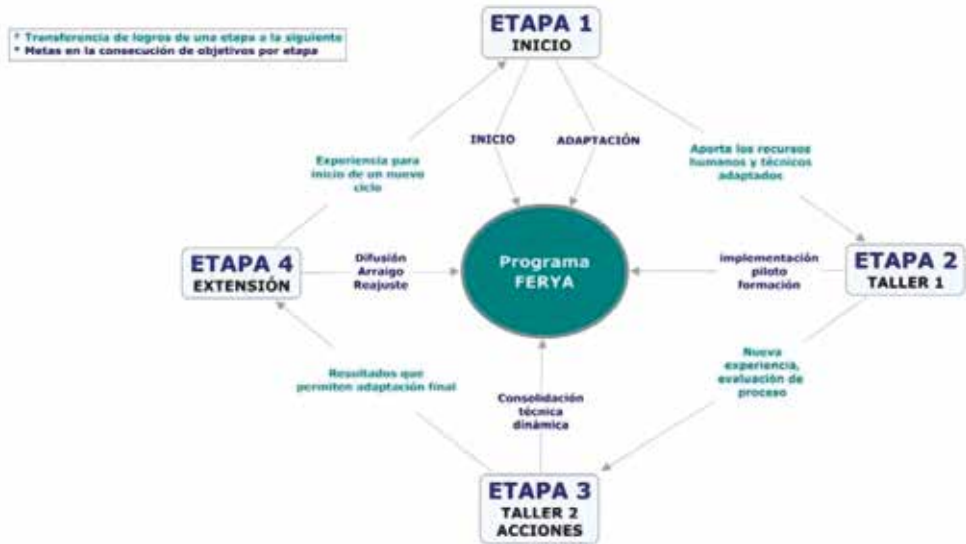 * Transferencia de logros de una etapa a la siguiente
* Metas en la consecución de objetivos por etapa
ETAPA 1
INICIO
INICIO
ADAPTACIÓN
Experiencia para
inicio de un nuevo
ciclo
Aporta los recursos
humanos y técnicos
adaptados
ETAPA 4
EXTENSIÓN
Difusión
Arraigo
Reajuste
Programa
FERYA
implementación
piloto
formación
ETAPA 2
TALLER 1
Resultados que
permiten adaptación final
Consolidación
técnica
dinámica
Nueva
experiencia,
evaluación de
proceso
ETAPA 3
TALLER 2
ACCIONES